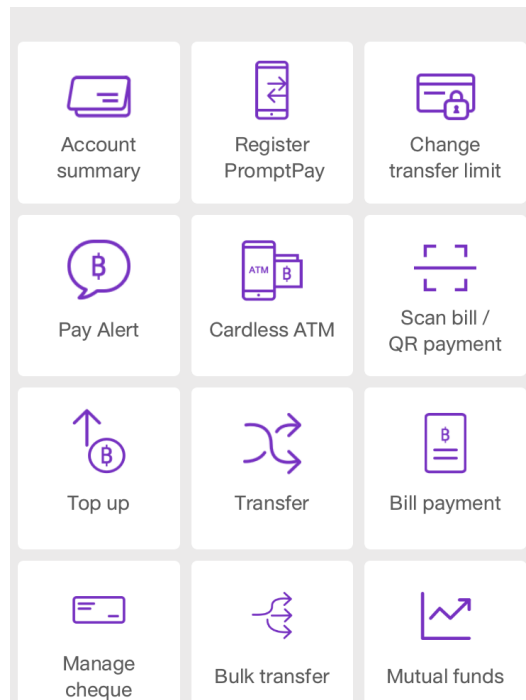 Account
summary
Register
PromptPay
Change
transfer limit
฿
Pay Alert
ATM
฿
Cardless ATM
Scan bill /
QR payment
฿
Top up
Transfer
฿
Bill payment
Manage
cheque
Bulk transfer
Mutual funds